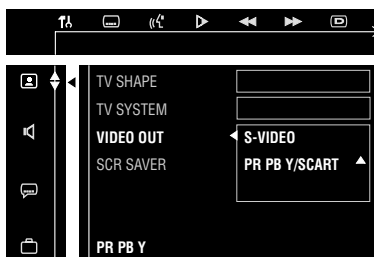 TV SHAPE
TV SYSTEM
VIDEO OUT S-VIDEO
SCR SAVER PR PB Y/SCART
PR PB Y